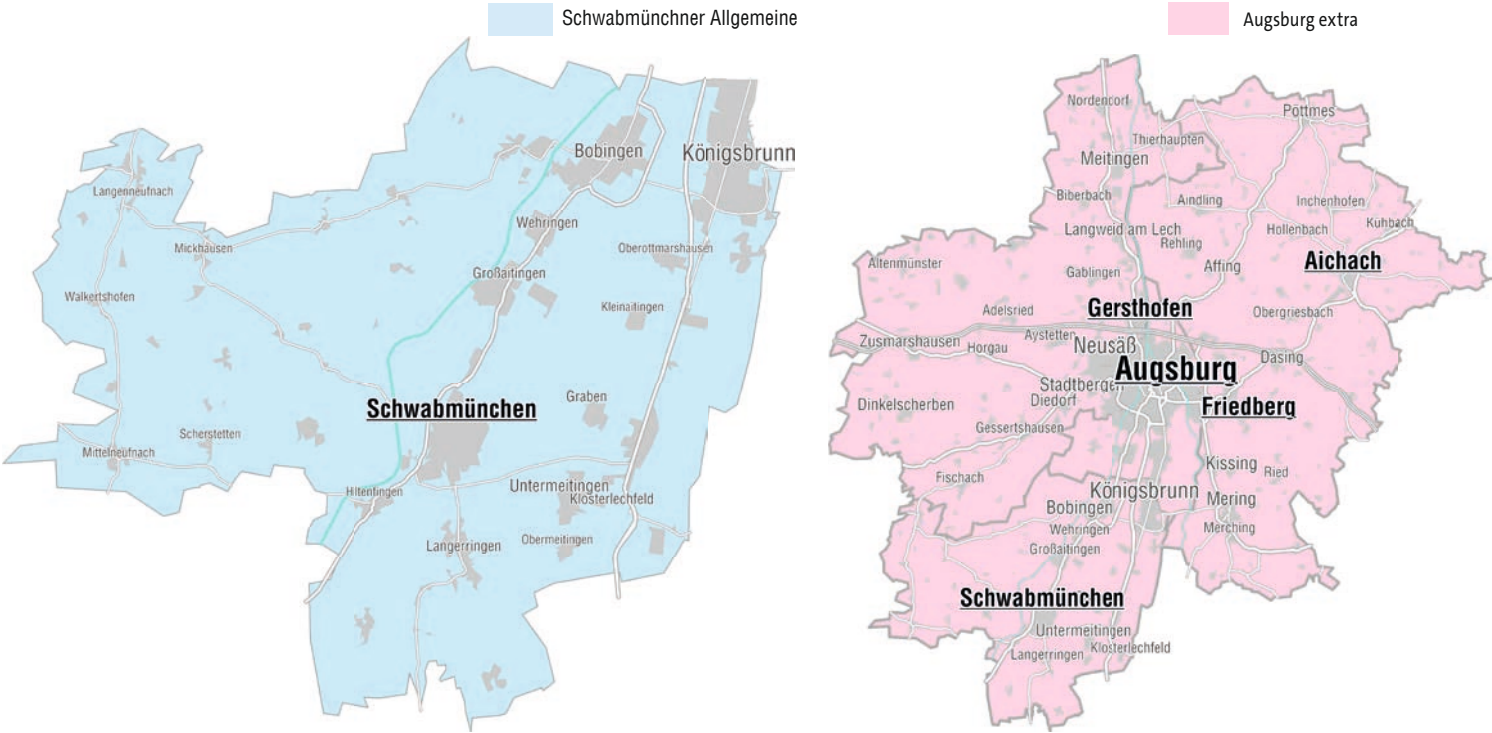 Schwabmünchner Allgemeine
Bobingen
Königsbrunn
Langenneufnach
Wehringen
Mickhausen
Oberottmarshausen
Großaitingen
Walkertshofen
Kleinaitingen
Graben
Schwabmünchen
Scherstetten
Mittelneufnach
Hiltenfingen
Untermeitingen
Klosterlechfeld
Langerringen
Obermeitingen
Augsburg extra
Nordendorf
Pöttmes
Thierhaupten
Meitingen
Biberbach
Aindling
Inchenhofen
Kühbach
Langweid am Lech
Hollenbach
Rehling
Altenmünster
Gablingen
Affing
Aichach
Adelsried
Gersthofen
Obergriesbach
Zusmarshausen
Horgau
Aystetten
Neusäß
Dasing
Augsburg
Stadtbergen
Diedorf
Dinkelscherben
Friedberg
Gessertshausen
Kissing
Ried
Fischach
Königsbrunn
Mering
Bobingen
Wehringen
Merching
Großaitingen
Schwabmünchen
Untermeitingen
Klosterlechfeld
Langerringen